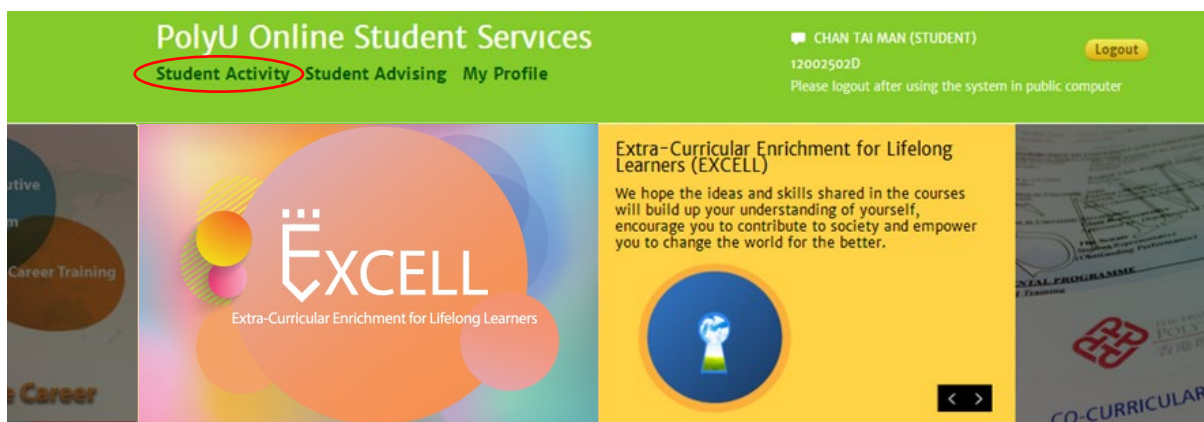 PolyU Online Student Services
Student Activity Student Advising My Profile
CHAN TAI MAN (STUDENT)
12002502D
Please logout after using the system in public computer
Logout
utive
m
Career Training
e Career
EXCELL
Extra-Curricular Enrichment for Lifelong Learners
Extra-Curricular Enrichment for Lifelong
Learners (EXCELL)
We hope the ideas and skills shared in the courses
will build up your understanding of yourself,
encourage you to contribute to society and empower
you to change the world for the better.
< >
NTAL PROGRAMME
Training
CO-CURRICULAR